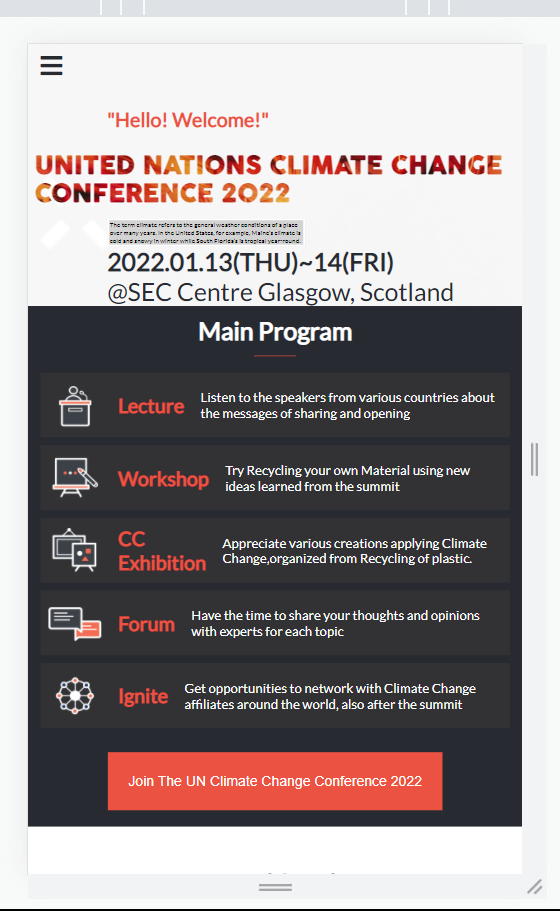 "Hello! Welcome!"
UNITED NATIONS CLIMATE CHANGE
CONFERENCE 2022
The term climate refers to the general weather conditions of a place
over many years. In the United States, for example, Maine's climate is
cold and snowy in winter while South Florida's is tropical year-round.
2022.01.13(THU)~14(FRI)
@SEC Centre Glasgow, Scotland
Main Program
Lecture
Listen to the speakers from various countries about
the messages of sharing and opening
Workshop
Try Recycling your own Material using new
ideas learned from the summit
CC
Exhibition
Appreciate various creations applying Climate
Change,organized from Recycling of plastic.
Forum
Have the time to share your thoughts and opinions
with experts for each topic
Ignite
Get opportunities to network with Climate Change
affiliates around the world, also after the summit
Join The UN Climate Change Conference 2022